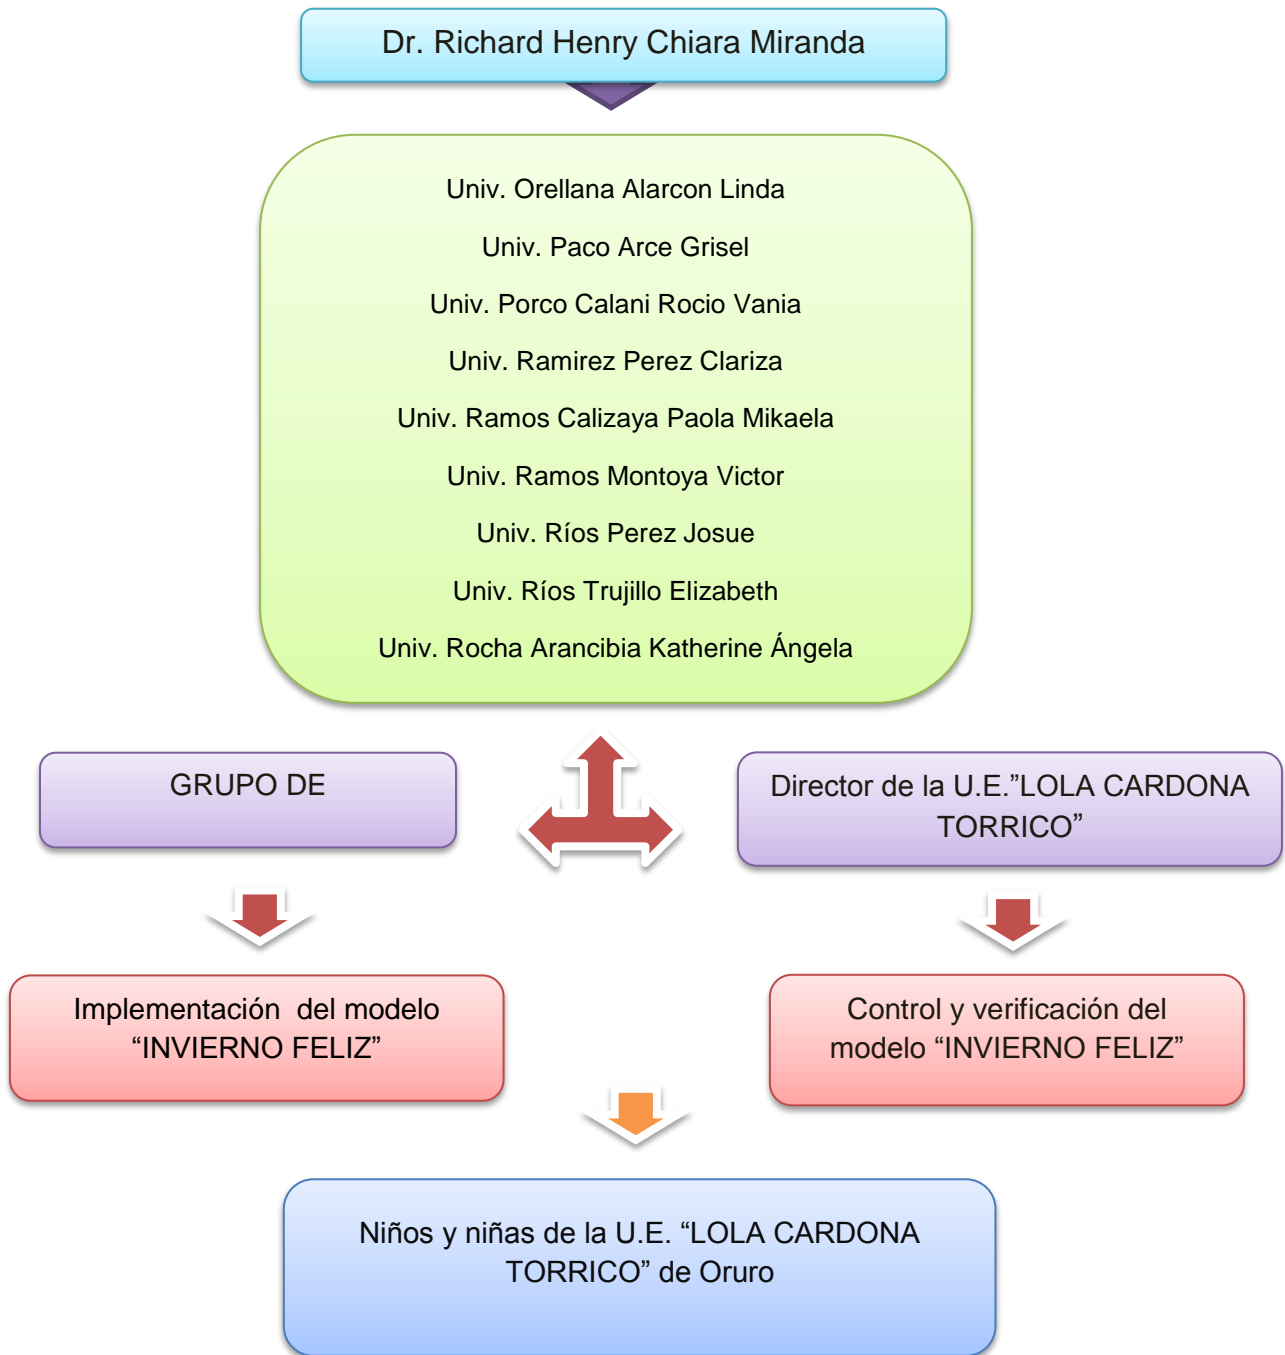 Dr. Richard Henry Chiara Miranda
Univ. Orellana Alarcon Linda
Univ. Paco Arce Grisel
Univ. Porco Calani Rocio Vania
Univ. Ramirez Perez Clariza
Univ. Ramos Calizaya Paola Mikaela
Univ. Ramos Montoya Victor
Univ. Ríos Perez Josue
Univ. Ríos Trujillo Elizabeth
Univ. Rocha Arancibia Katherine Ángela
GRUPO DE
Director de la U.E.”LOLA CARDONA
TORRICO”
Implementación  del modelo
“INVIERNO FELIZ”
Control y verificación del
modelo “INVIERNO FELIZ”
Niños y niñas de la U.E. “LOLA CARDONA
TORRICO” de Oruro